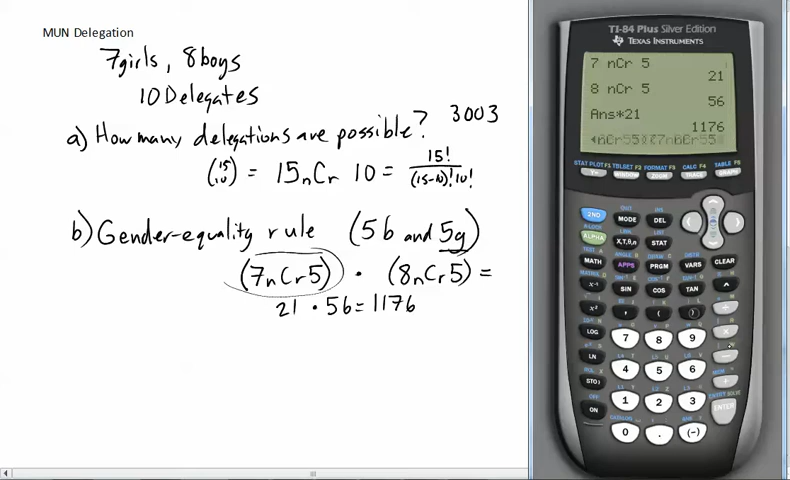 MUN Delegation
7girls, 8boys
10 Delegates
a) How many delegations are possible? 3003
(15 10) = 15nCr 10 = 15! / (15-10)! 10!
b) Gender-equality rule (5b and 5g)
(7nCr5) · (8nCr5) =
21 · 56 = 1176
TI-84 Plus Silver Edition
TEXAS INSTRUMENTS
7 nCr 5
21
8 nCr 5
56
Ans*21
1176
STAT PLOT F1 TBLSET F2 FORMAT F3 CALC F4 TABLE F5
Y= WINDOW ZOOM TRACE GRAPH
2ND MODE DEL
ALPHA X,T,θ,n STAT
MATH APPS PRGM VARS CLEAR
x⁻¹ SIN COS TAN ^
x² , ( ) ÷
LOG 7 8 9 ×
LN 4 5 6 −
STO› 1 2 3 +
ON 0 . (−) ENTER